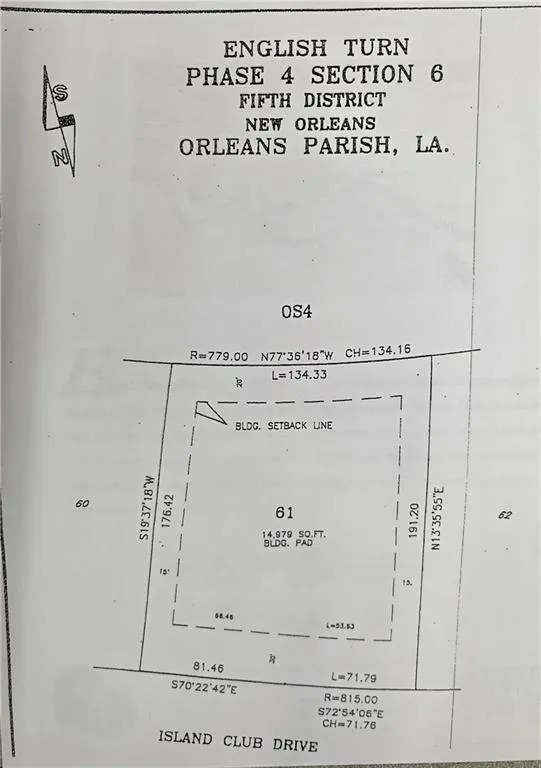 ENGLISH TURN
PHASE 4 SECTION 6
FIFTH DISTRICT
NEW ORLEANS
ORLEANS PARISH, LA.
S
N
OS4
R=779.00 N77°36'18"W CH=134.16
L=134.33
BLDG. SETBACK LINE
60
S19°37'18"W
176.42
61
14,979 SQ.FT.
BLDG. PAD
191.20
N13°35'55"E
62
15'
15'
L=53.53
81.46
L=71.79
S70°22'42"E
R=815.00
S72°54'06"E
CH=71.76
ISLAND CLUB DRIVE